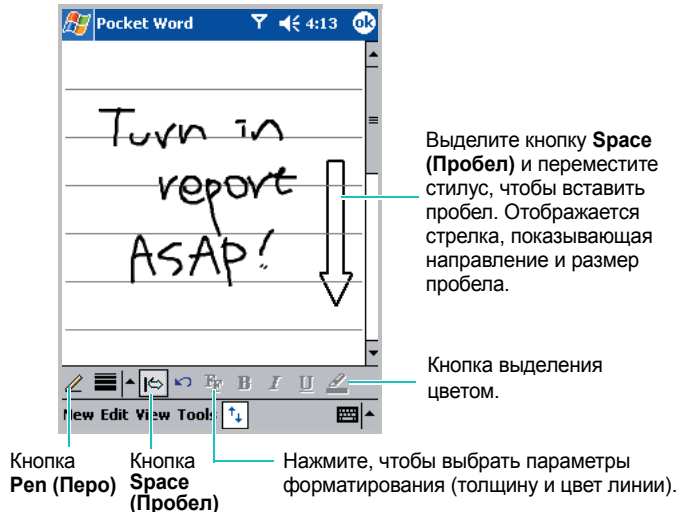 Pocket Word 4:13 ok
Turn in
report
ASAP!
Выделите кнопку Space
(Пробел) и переместите
стилус, чтобы вставить
пробел. Отображается
стрелка, показывающая
направление и размер
пробела.
B I U
Кнопка выделения
цветом.
New Edit View Tools
Кнопка
Pen (Перо)
Кнопка
Space
(Пробел)
Нажмите, чтобы выбрать параметры
форматирования (толщину и цвет линии).